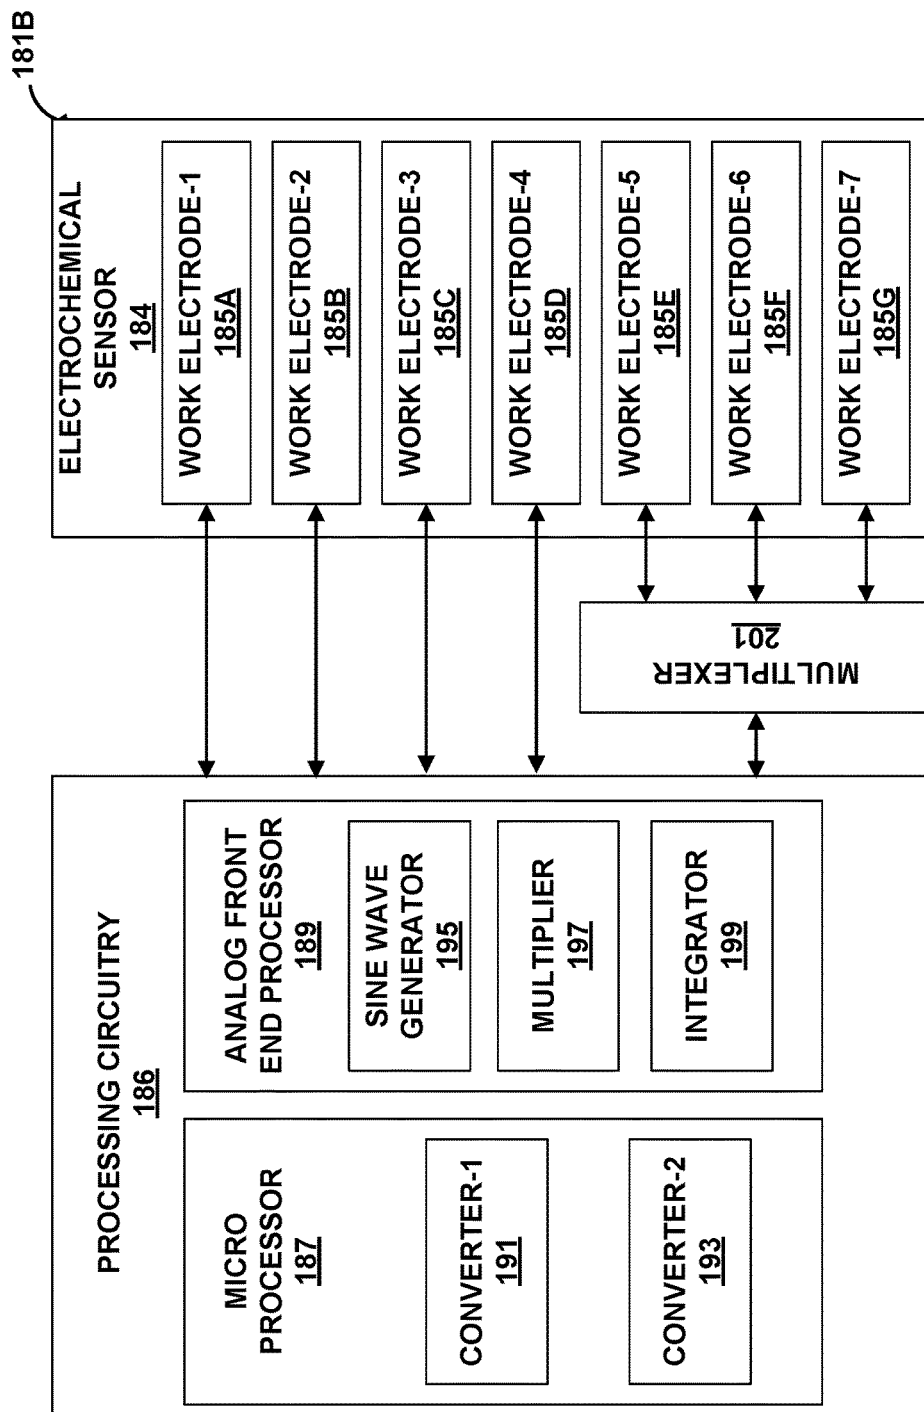 181B
PROCESSING CIRCUITRY
186
MICRO
PROCESSOR
187
CONVERTER-1
191
CONVERTER-2
193
ANALOG FRONT
END PROCESSOR
189
SINE WAVE
GENERATOR
195
MULTIPLIER
197
INTEGRATOR
199
MULTIPLEXER
201
ELECTROCHEMICAL
SENSOR
184
WORK ELECTRODE-1
185A
WORK ELECTRODE-2
185B
WORK ELECTRODE-3
185C
WORK ELECTRODE-4
185D
WORK ELECTRODE-5
185E
WORK ELECTRODE-6
185F
WORK ELECTRODE-7
185G